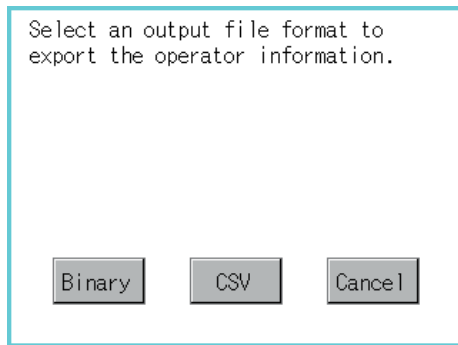 Select an output file format to
export the operator information.
Binary CSV Cancel